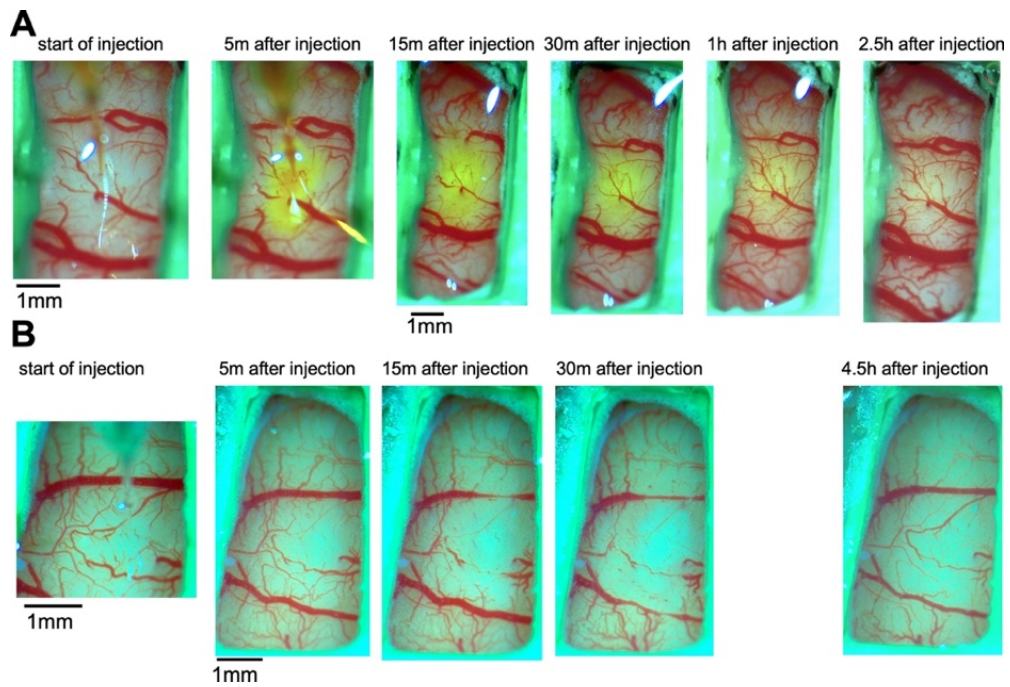 A
start of injection
5m after injection
15m after injection
30m after injection
1h after injection
2.5h after injection
1mm
1mm
B
start of injection
5m after injection
15m after injection
30m after injection
4.5h after injection
1mm
1mm